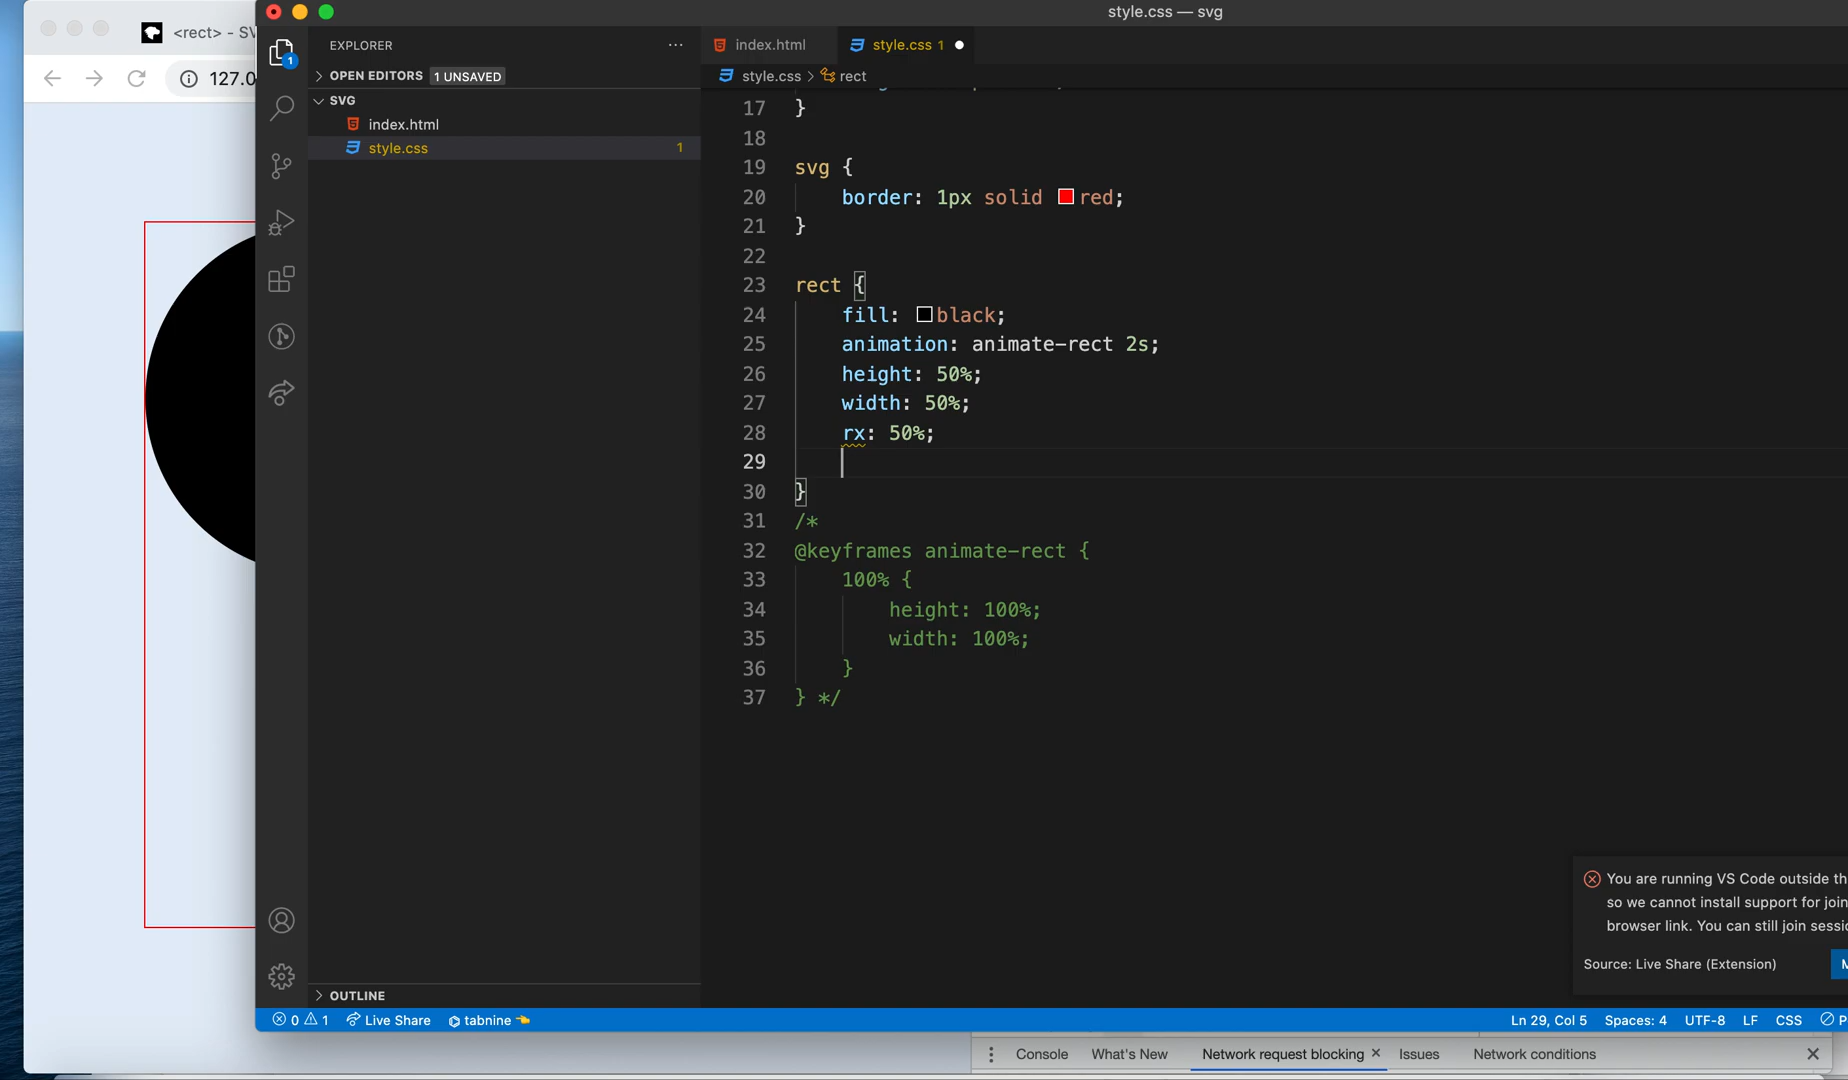 style.css — svg
<rect> - SV
127.0
EXPLORER
OPEN EDITORS 1 UNSAVED
SVG
index.html
style.css 1
1
index.html
style.css 1
style.css > rect
17 }
18
19 svg {
20 border: 1px solid red;
21 }
22
23 rect {
24 fill: black;
25 animation: animate-rect 2s;
26 height: 50%;
27 width: 50%;
28 rx: 50%;
29
30 }
31 /*
32 @keyframes animate-rect {
33 100% {
34 height: 100%;
35 width: 100%;
36 }
37 } */
You are running VS Code outside th
so we cannot install support for join
browser link. You can still join sessi
Source: Live Share (Extension)
OUTLINE
0 1 Live Share tabnine
Ln 29, Col 5 Spaces: 4 UTF-8 LF CSS P
Console What's New Network request blocking × Issues Network conditions